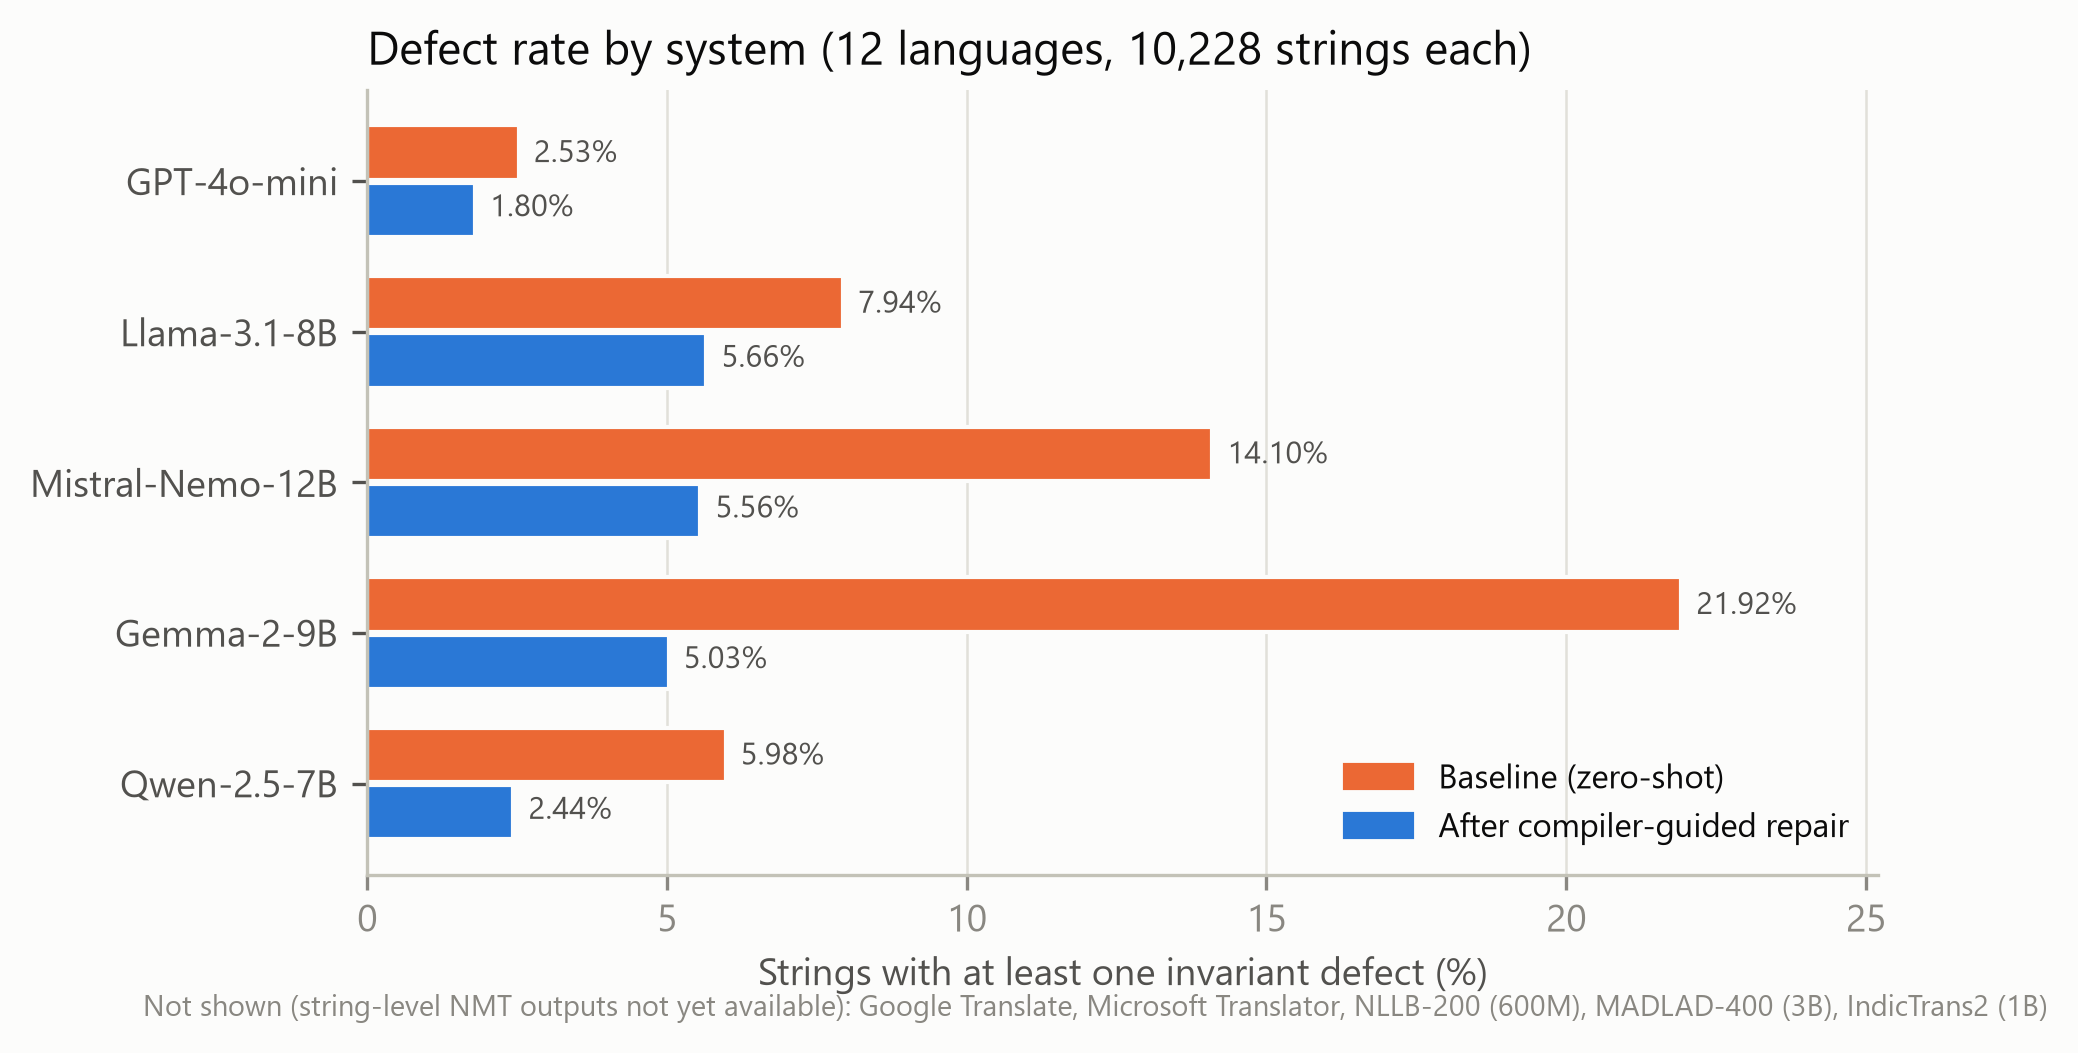 Defect rate by system (12 languages, 10,228 strings each)
GPT-4o-mini
2.53%
1.80%
Llama-3.1-8B
7.94%
5.66%
Mistral-Nemo-12B
14.10%
5.56%
Gemma-2-9B
21.92%
5.03%
Qwen-2.5-7B
5.98%
2.44%
Baseline (zero-shot)
After compiler-guided repair
0 5 10 15 20 25
Strings with at least one invariant defect (%)
Not shown (string-level NMT outputs not yet available): Google Translate, Microsoft Translator, NLLB-200 (600M), MADLAD-400 (3B), IndicTrans2 (1B)